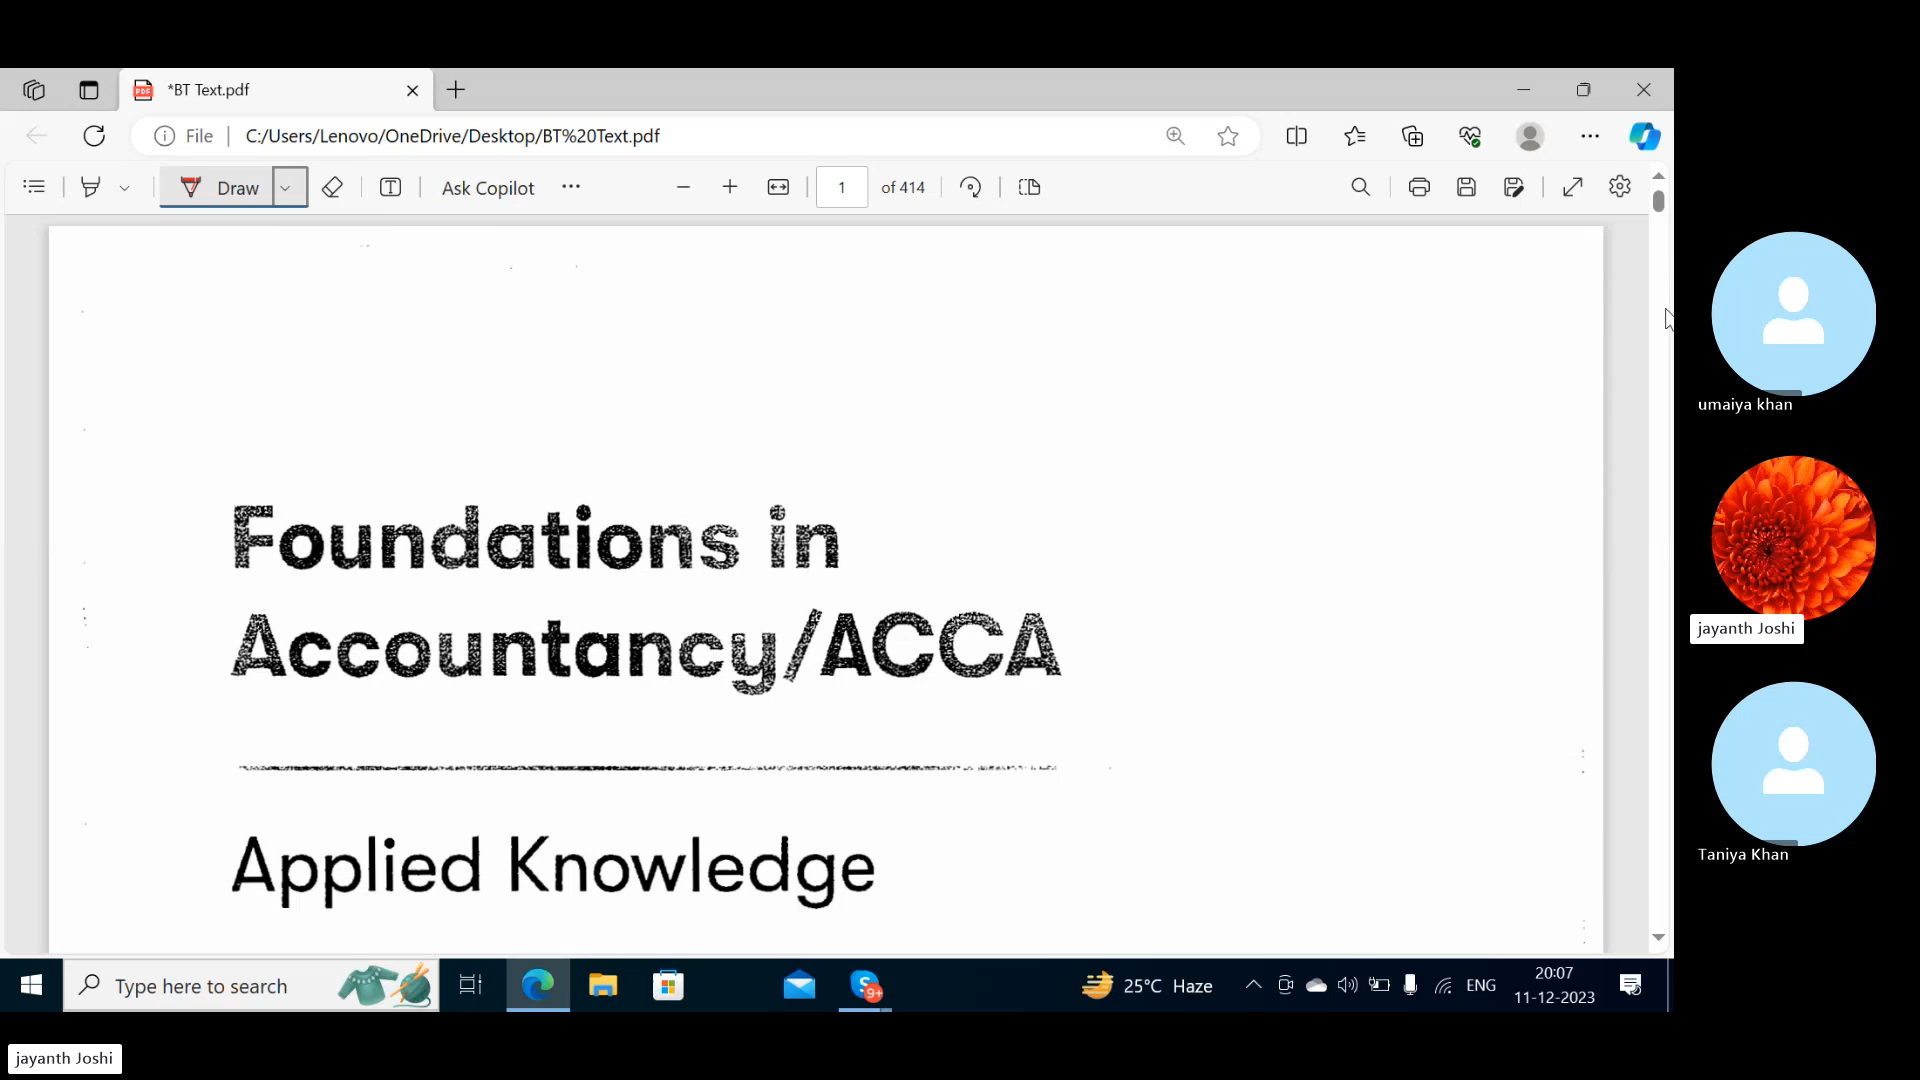 *BT Text.pdf
File
C:/Users/Lenovo/OneDrive/Desktop/BT%20Text.pdf
Draw
Ask Copilot
1 of 414
Foundations in
Accountancy/ACCA
Applied Knowledge
umaiya khan
jayanth Joshi
Taniya Khan
Type here to search
9+
25°C Haze
ENG
20:07
11-12-2023
jayanth Joshi